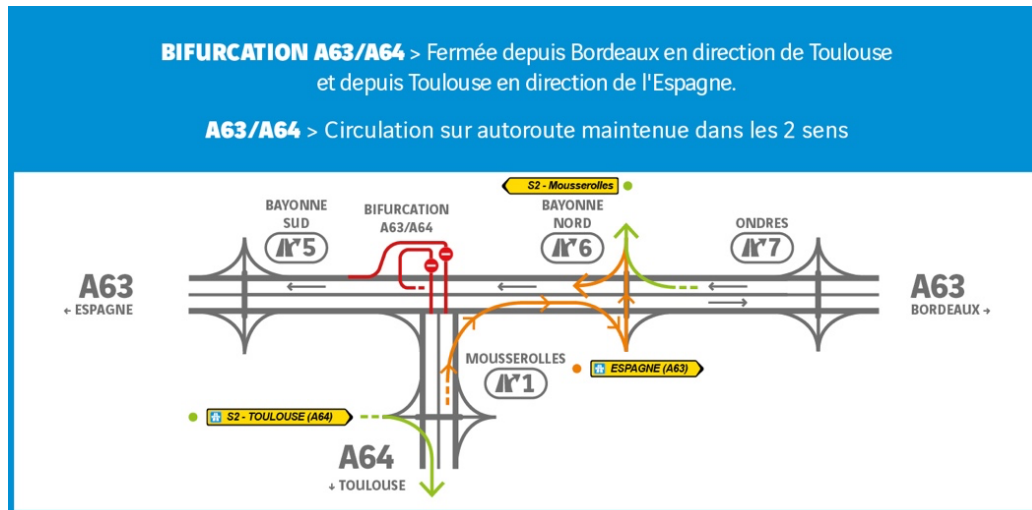 BIFURCATION A63/A64 > Fermée depuis Bordeaux en direction de Toulouse
et depuis Toulouse en direction de l'Espagne.
A63/A64 > Circulation sur autoroute maintenue dans les 2 sens
S2 - Mousserolles
BAYONNE
SUD
5
BIFURCATION
A63/A64
BAYONNE
NORD
6
ONDRES
7
A63
← ESPAGNE
A63
BORDEAUX →
MOUSSEROLLES
1
ESPAGNE (A63)
S2 - TOULOUSE (A64)
A64
↓ TOULOUSE